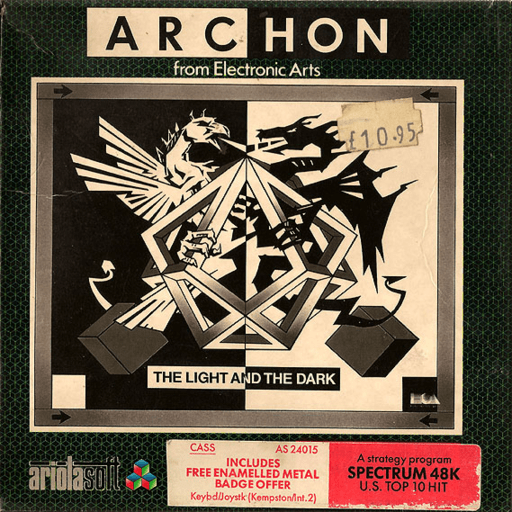 ARCHON
from Electronic Arts
£10.95
THE LIGHT AND THE DARK
ariolasoft
CASS AS 24015
INCLUDES
FREE ENAMELLED METAL
BADGE OFFER
Keybd/Joystk (Kempston/Int.2)
A strategy program
SPECTRUM 48K
U.S. TOP 10 HIT